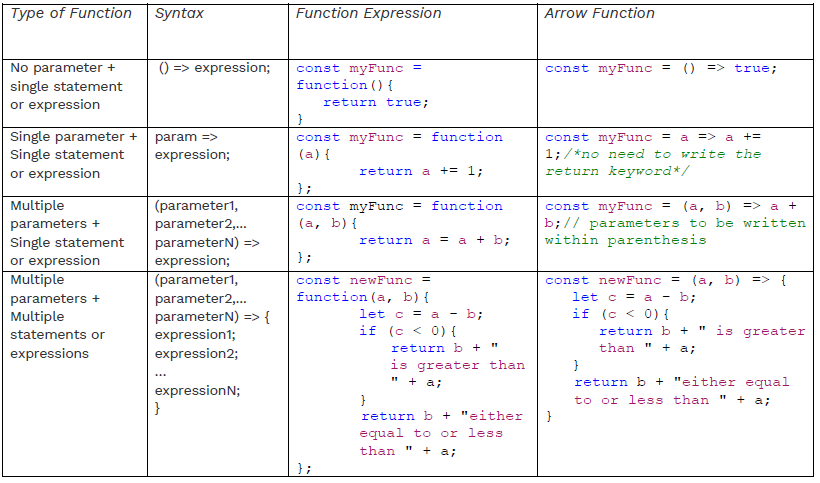 Type of Function
Syntax
Function Expression
Arrow Function
No parameter +
single statement
or expression
() => expression;
const myFunc =
function(){
return true;
}
const myFunc = () => true;
Single parameter +
Single statement
or expression
param =>
expression;
const myFunc = function
(a){
return a += 1;
};
const myFunc = a => a +=
1;/*no need to write the
return keyword*/
Multiple
parameters +
Single statement
or expression
(parameter1,
parameter2,...
parameterN) =>
expression;
const myFunc = function
(a, b){
return a = a + b;
};
const myFunc = (a, b) => a +
b;// parameters to be written
within parenthesis
Multiple
parameters +
Multiple
statements or
expressions
(parameter1,
parameter2,...
parameterN) => {
expression1;
expression2;
...
expressionN;
}
const newFunc =
function(a, b){
let c = a - b;
if (c < 0){
return b + "
is greater than
" + a;
}
return b + "either
equal to or less
than " + a;
};
const newFunc = (a, b) => {
let c = a - b;
if (c < 0){
return b + " is greater
than " + a;
}
return b + "either equal
to or less than " + a;
}